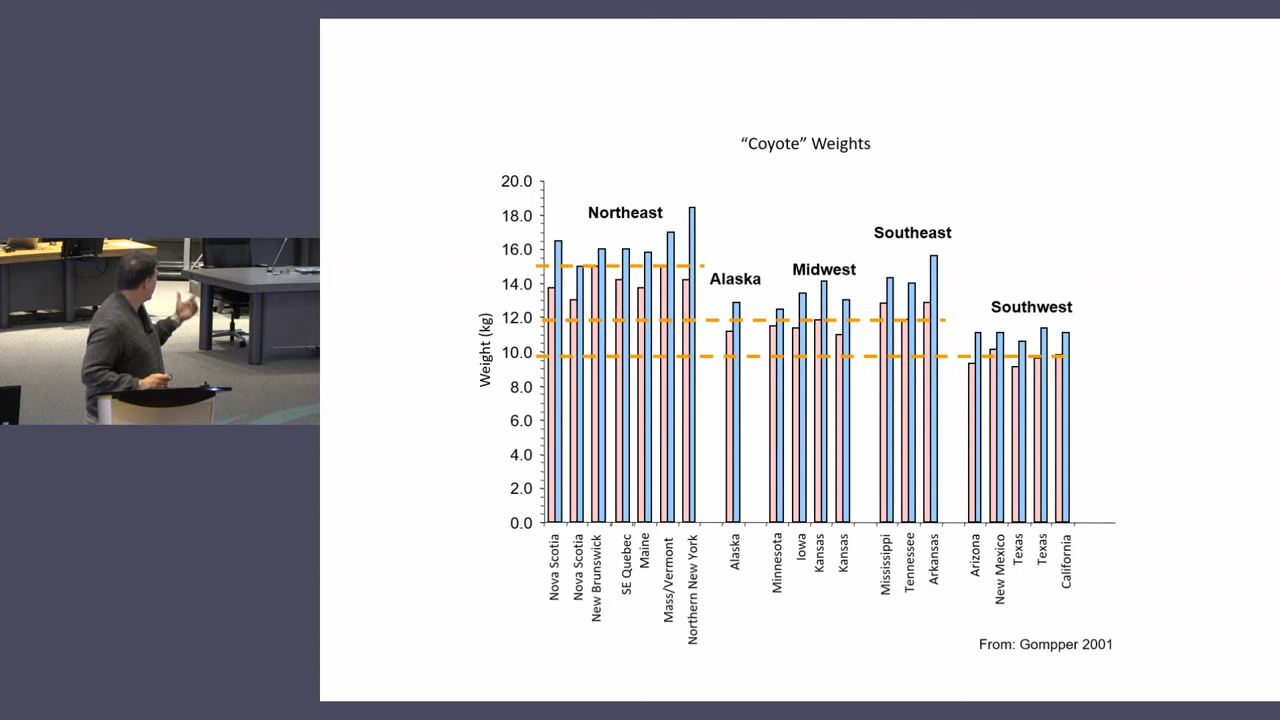 “Coyote” Weights
20.0
18.0
16.0
14.0
12.0
10.0
8.0
6.0
4.0
2.0
0.0
Weight (kg)
Northeast
Alaska
Midwest
Southeast
Southwest
Nova Scotia
Nova Scotia
New Brunswick
SE Quebec
Maine
Mass/Vermont
Northern New York
Alaska
Minnesota
Iowa
Kansas
Kansas
Mississippi
Tennessee
Arkansas
Arizona
New Mexico
Texas
Texas
California
From: Gompper 2001